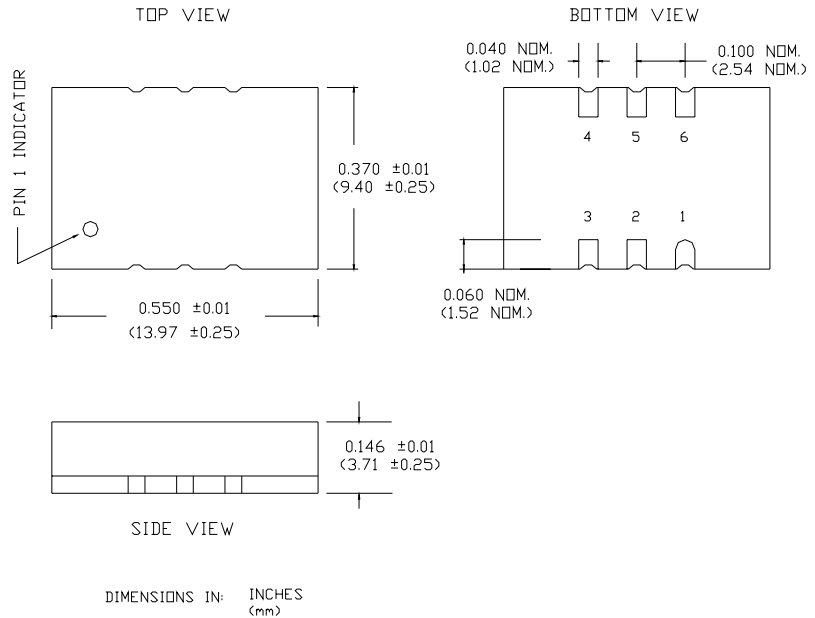 TOP VIEW
BOTTOM VIEW
0.040 NOM.
(1.02 NOM.)
0.100 NOM.
(2.54 NOM.)
PIN 1 INDICATOR
4 5 6
0.370 ±0.01
(9.40 ±0.25)
3 2 1
0.060 NOM.
(1.52 NOM.)
0.550 ±0.01
(13.97 ±0.25)
0.146 ±0.01
(3.71 ±0.25)
SIDE VIEW
DIMENSIONS IN: INCHES
(mm)